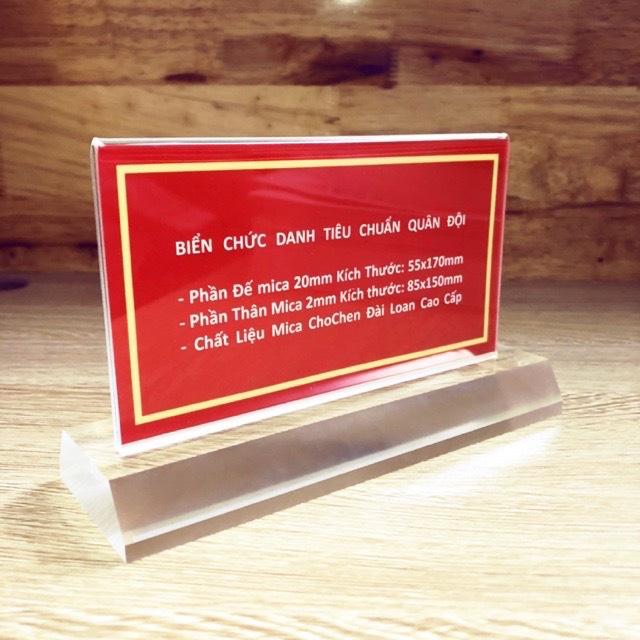 BIỂN CHỨC DANH TIÊU CHUẨN QUÂN ĐỘI
- Phần Đế mica 20mm Kích Thước: 55x170mm
- Phần Thân Mica 2mm Kích thước: 85x150mm
- Chất Liệu Mica ChoChen Đài Loan Cao Cấp